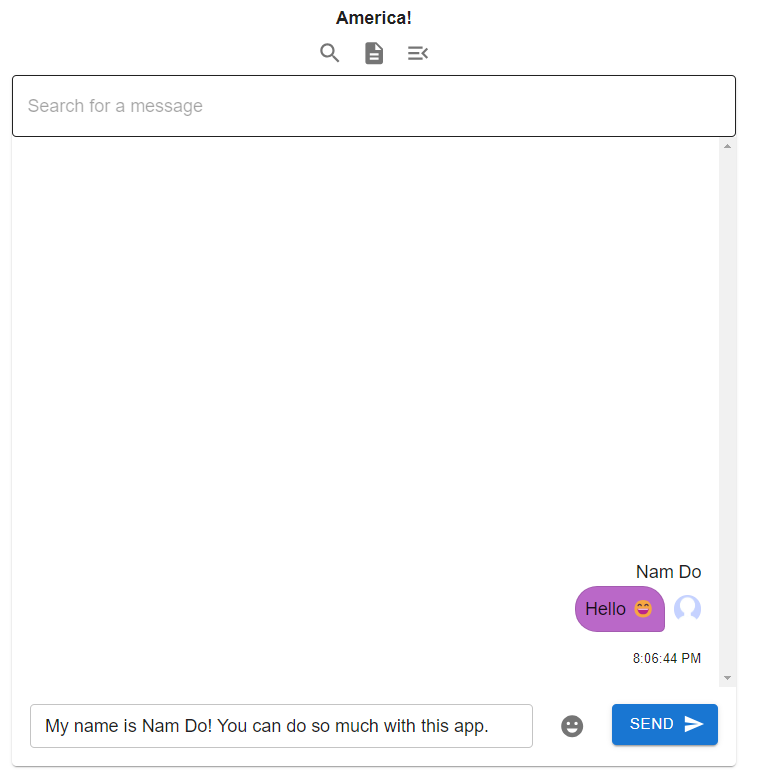 America!
Search for a message
Nam Do
Hello 😄
8:06:44 PM
My name is Nam Do! You can do so much with this app.
SEND